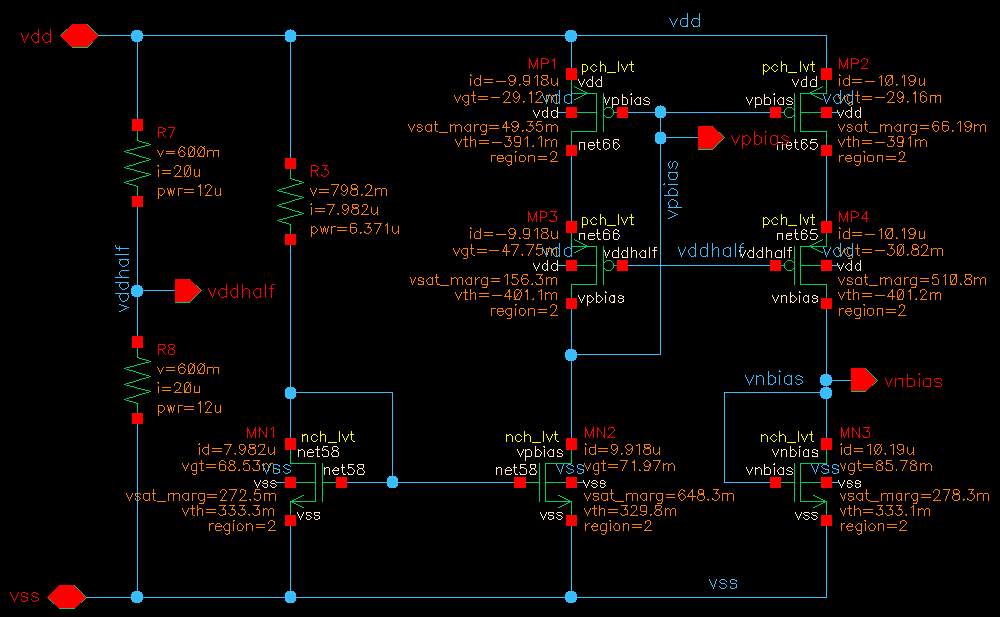 vdd
vdd
R7
v=600m
i=20u
pwr=12u
vddhalf
vddhalf
R8
v=600m
i=20u
pwr=12u
R3
v=798.2m
i=7.982u
pwr=6.371u
MP1
pch_lvt
id=-9.918u
vdd
vgt=-29.12m
vdd
vpbias
vdd
vsat_marg=49.35m
vth=-391.1m
net66
region=2
MP2
pch_lvt
id=-10.19u
vdd
vgt=-29.16m
vdd
vpbias
vdd
vsat_marg=66.19m
vth=-391m
net65
region=2
vpbias
vpbias
MP3
pch_lvt
id=-9.918u
net66
vgt=-47.75m
vdd
vddhalf
vdd
vsat_marg=156.3m
vth=-401.1m
vpbias
region=2
vddhalf
MP4
pch_lvt
id=-10.19u
net65
vgt=-30.82m
vdd
vddhalf
vdd
vsat_marg=510.8m
vth=-401.2m
vnbias
region=2
vnbias
vnbias
MN1
nch_lvt
id=7.982u
net58
vgt=68.53m
vss
net58
vss
vsat_marg=272.5m
vth=333.3m
vss
region=2
MN2
nch_lvt
id=9.918u
vpbias
vgt=71.97m
vss
net58
vss
vsat_marg=648.3m
vth=329.8m
vss
region=2
MN3
nch_lvt
id=10.19u
vnbias
vgt=85.78m
vss
vnbias
vss
vsat_marg=278.3m
vth=333.1m
vss
region=2
vss
vss